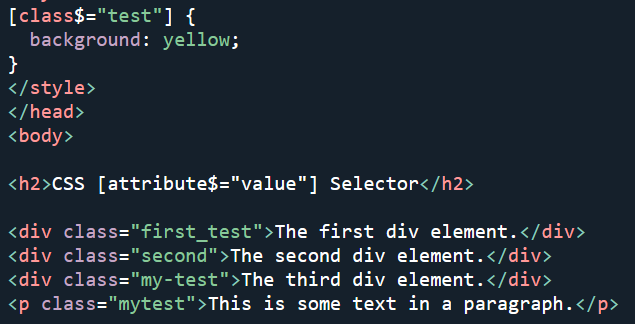 [class$="test"] {
  background: yellow;
}
</style>
</head>
<body>
<h2>CSS [attribute$="value"] Selector</h2>
<div class="first_test">The first div element.</div>
<div class="second">The second div element.</div>
<div class="my-test">The third div element.</div>
<p class="mytest">This is some text in a paragraph.</p>